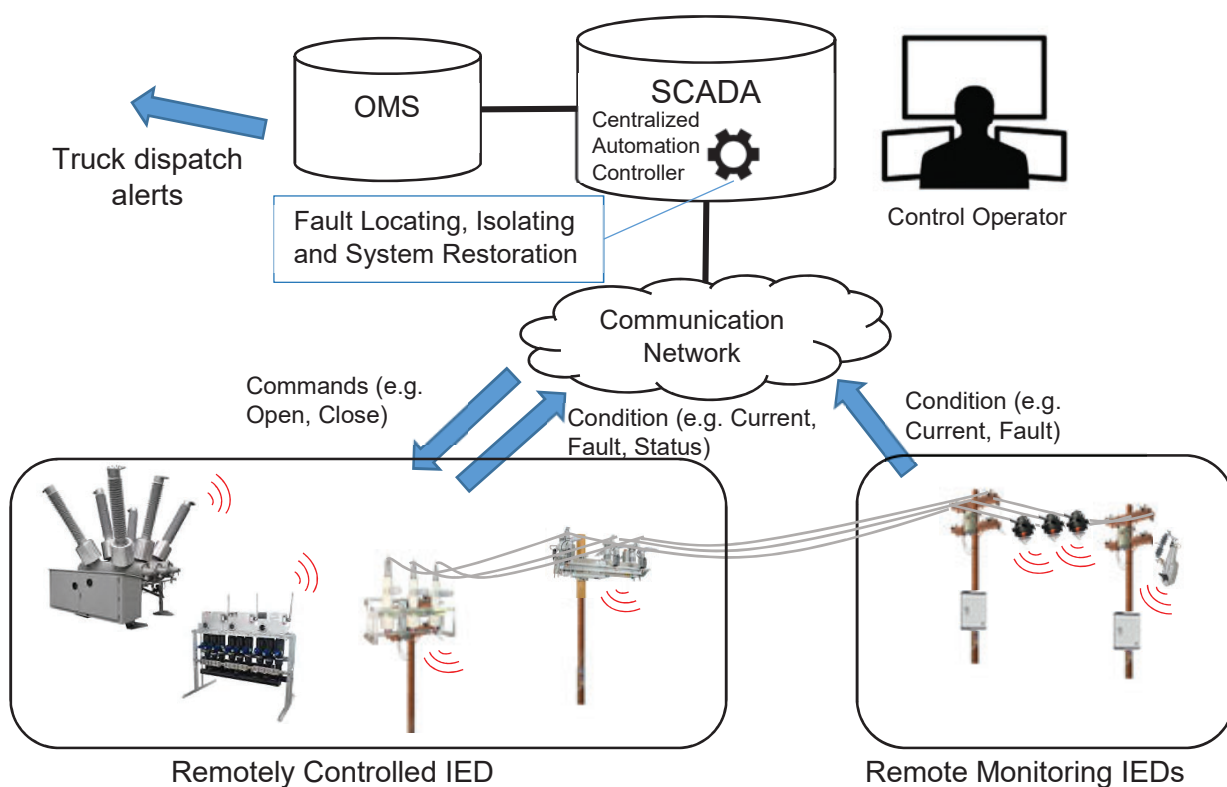 OMS
SCADA
Centralized
Automation
Controller
Truck dispatch
alerts
Fault Locating, Isolating
and System Restoration
Control Operator
Communication
Network
Commands (e.g.
Open, Close)
Condition (e.g. Current,
Fault, Status)
Condition (e.g.
Current, Fault)
Remotely Controlled IED
Remote Monitoring IEDs